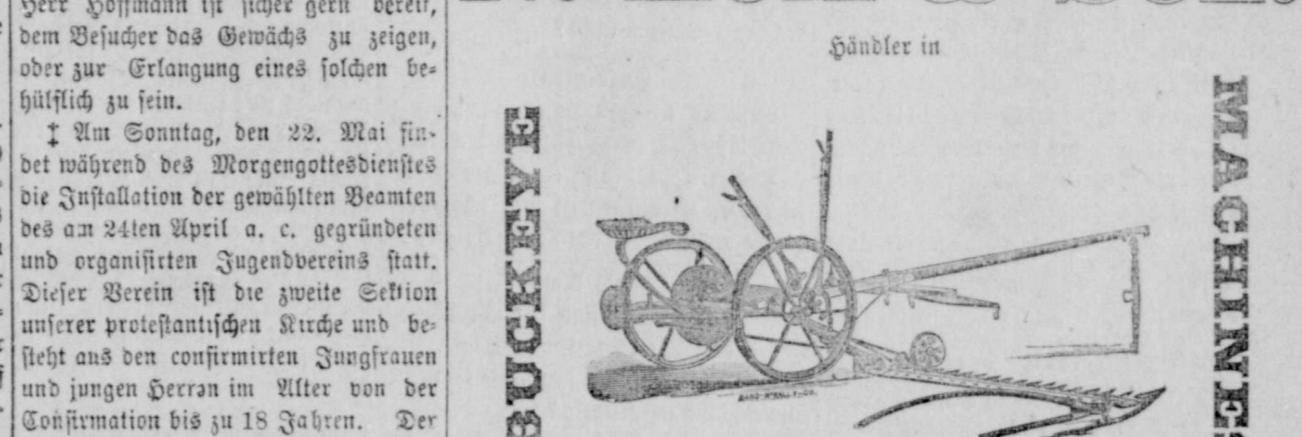 Herr Hoffmann ist sicher gern bereit,
dem Besucher das Gewächs zu zeigen,
oder zur Erlangung eines solchen be-
hülflich zu sein.
‡ Am Sonntag, den 22. Mai fin-
det während des Morgengottesdienstes
die Installation der gewählten Beamten
des am 24ten April a. c. gegründeten
und organisirten Jugendvereins statt.
Dieser Verein ist die zweite Sektion
unserer protestantischen Kirche und be-
steht aus den confirmirten Jungfrauen
und jungen Herren im Alter von der
Confirmation bis zu 18 Jahren. Der
Händler in
BUCKEYE
MACHINES